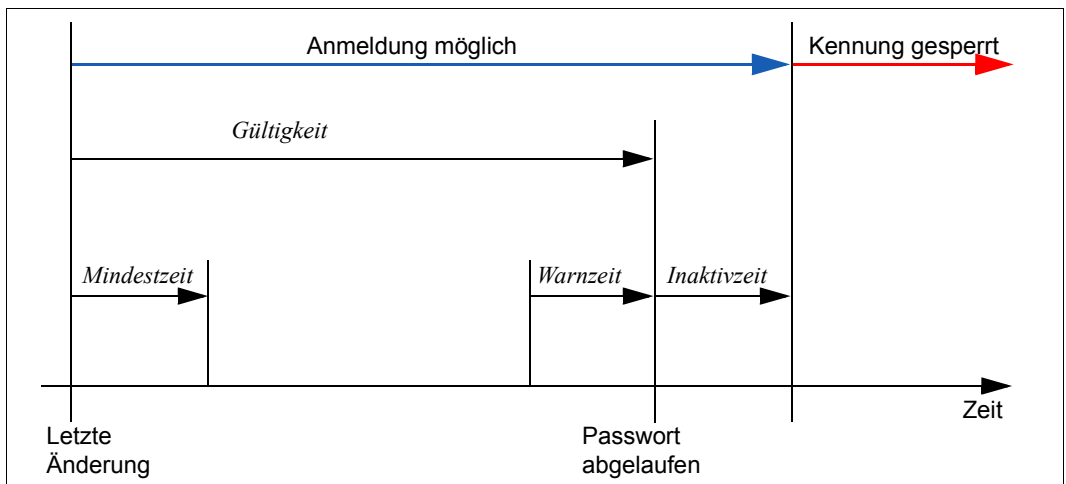 Anmeldung möglich
Kennung gesperrt
Gültigkeit
Mindestzeit
Warnzeit
Inaktivzeit
Zeit
Letzte
Änderung
Passwort
abgelaufen